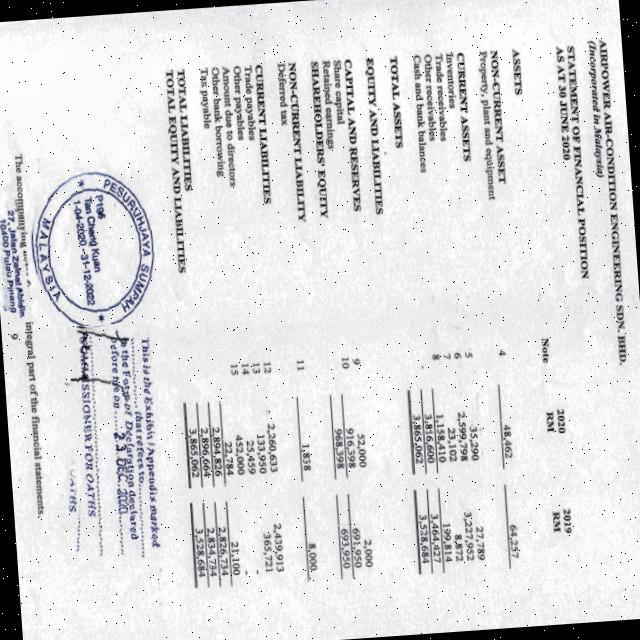 AIRPOWER AIR-CONDITION ENGINEERING SDN. BHD.
(Incorporated in Malaysia)
STATEMENT OF FINANCIAL POSITION
AS AT 30 JUNE 2020
Note 2020 2019
RM RM
ASSETS
NON-CURRENT ASSET
Property, plant and equipment 4 48,462 64,257
CURRENT ASSETS
Inventories 5 35,290 27,789
Trade receivables 6 2,599,798 3,227,952
Other receivables 7 23,102 8,872
Cash and bank balances 8 1,158,410 199,814
3,816,600 3,464,427
TOTAL ASSETS 3,865,062 3,528,684
EQUITY AND LIABILITIES
CAPITAL AND RESERVES
Share capital 9 52,000 2,000
Retained earnings 10 916,398 691,950
SHAREHOLDERS' EQUITY 968,398 693,950
NON-CURRENT LIABILITY
Deferred tax 11 1,838 8,000
CURRENT LIABILITIES
Trade payables 12 2,260,633 2,439,913
Other payables 13 133,950 365,721
Amount due to directors 14 25,459 -
Other bank borrowing 15 452,000 -
Tax payable 22,784 21,100
2,894,826 2,826,734
TOTAL LIABILITIES 2,896,664 2,834,734
TOTAL EQUITY AND LIABILITIES 3,865,062 3,528,684
This is the Exhibit / Appendix marked
that refers to
in the Form of Declaration declared
before me on 23 DEC 2020
COMMISSIONER FOR OATHS
PESURUHJAYA SUMPAH
P196
Tan Cheng Kuan
1-04-2020 - 31-12-2022
MALAYSIA
The accompanying integral part of the financial statements.
27, Jalan Zainal Abidin
10400 Pulau Pinang
9